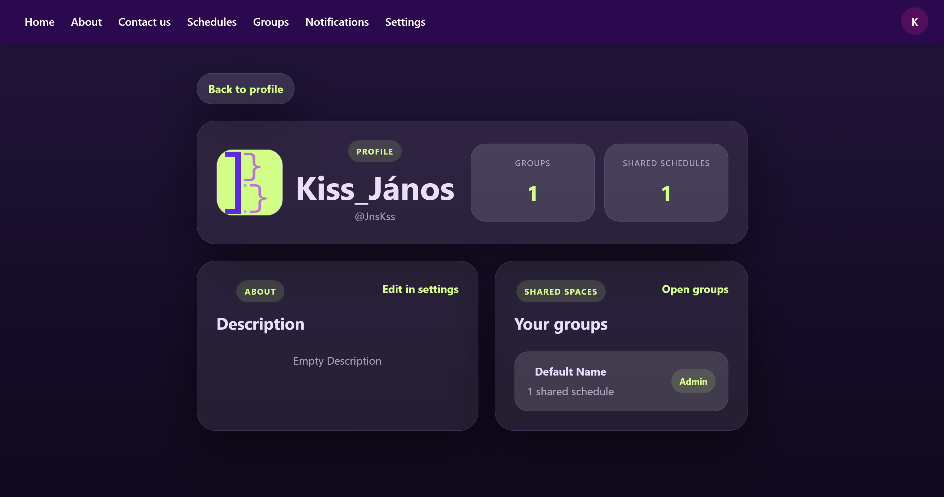 Home About Contact us Schedules Groups Notifications Settings K
Back to profile
PROFILE
Kiss_János
@JnsKss
GROUPS
1
SHARED SCHEDULES
1
ABOUT
Edit in settings
Description
Empty Description
SHARED SPACES
Open groups
Your groups
Default Name
1 shared schedule
Admin